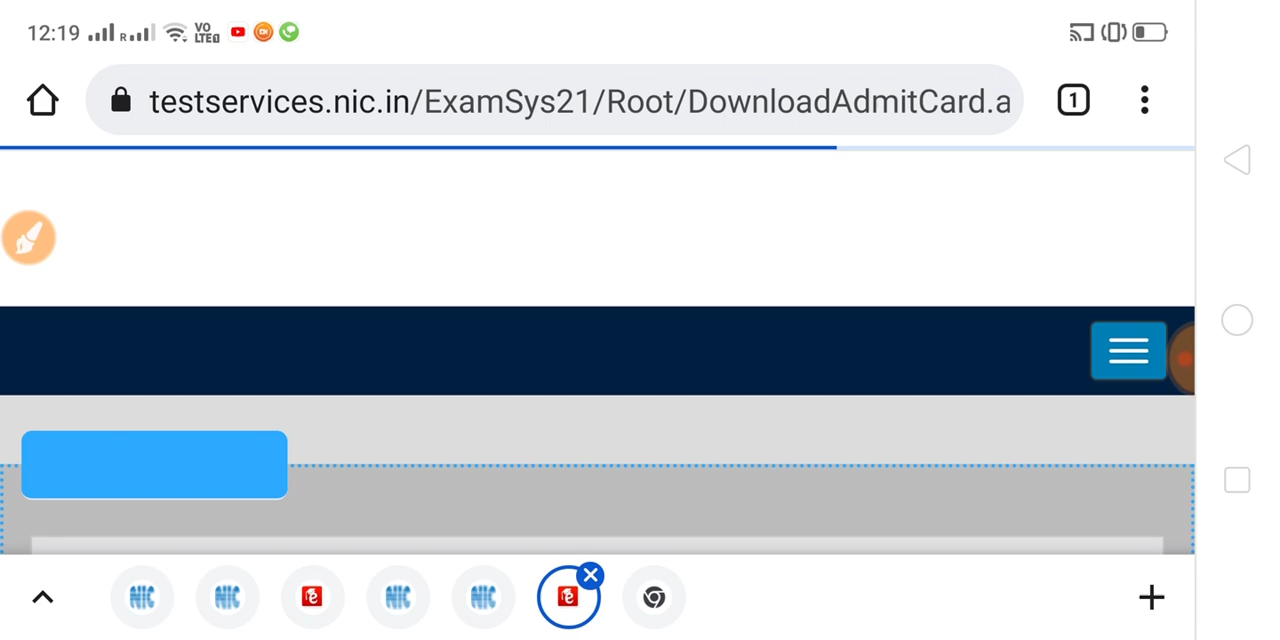 12:19 R VO LTE
testservices.nic.in/ExamSys21/Root/DownloadAdmitCard.a 1
NIC NIC NIC NIC